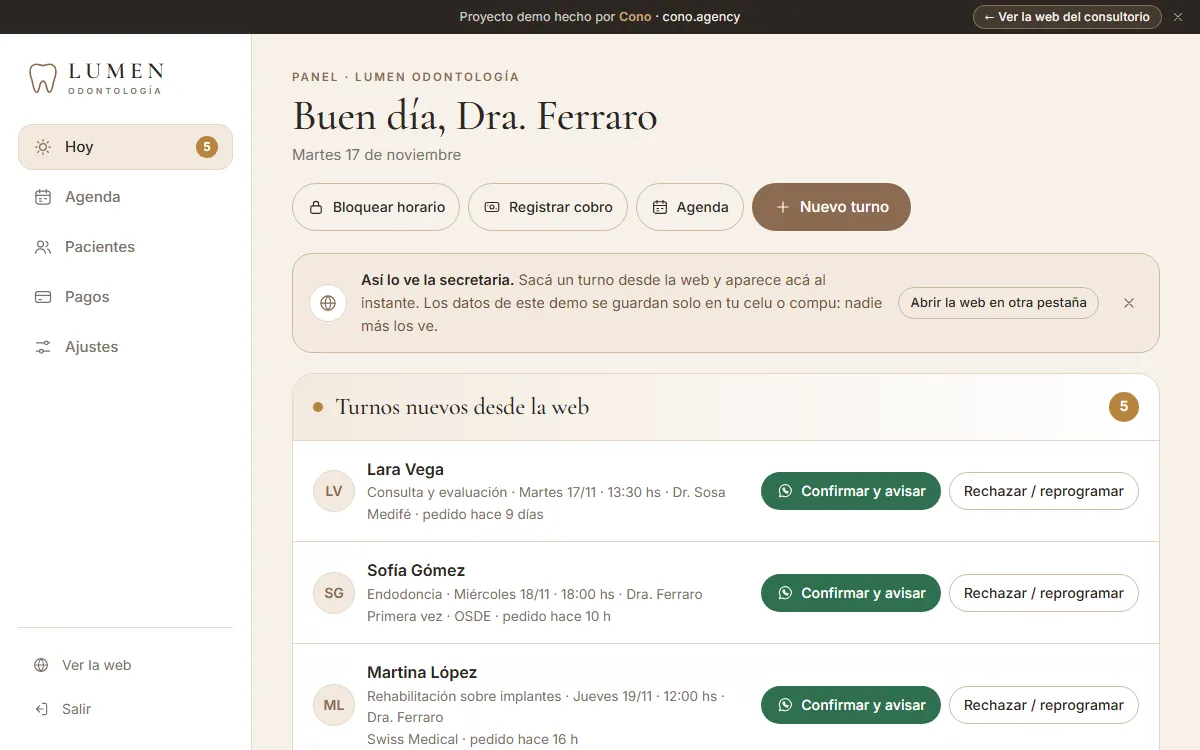 Proyecto demo hecho por Cono · cono.agency
← Ver la web del consultorio
LUMEN
ODONTOLOGÍA
Hoy
5
Agenda
Pacientes
Pagos
Ajustes
Ver la web
Salir
PANEL · LUMEN ODONTOLOGÍA
Buen día, Dra. Ferraro
Martes 17 de noviembre
Bloquear horario
Registrar cobro
Agenda
+ Nuevo turno
Así lo ve la secretaria. Sacá un turno desde la web y aparece acá al
instante. Los datos de este demo se guardan solo en tu celu o compu: nadie
más los ve.
Abrir la web en otra pestaña
Turnos nuevos desde la web
5
LV
Lara Vega
Consulta y evaluación · Martes 17/11 · 13:30 hs · Dr. Sosa
Medifé · pedido hace 9 días
Confirmar y avisar
Rechazar / reprogramar
SG
Sofía Gómez
Endodoncia · Miércoles 18/11 · 18:00 hs · Dra. Ferraro
Primera vez · OSDE · pedido hace 10 h
Confirmar y avisar
Rechazar / reprogramar
ML
Martina López
Rehabilitación sobre implantes · Jueves 19/11 · 12:00 hs ·
Dra. Ferraro
Swiss Medical · pedido hace 16 h
Confirmar y avisar
Rechazar / reprogramar